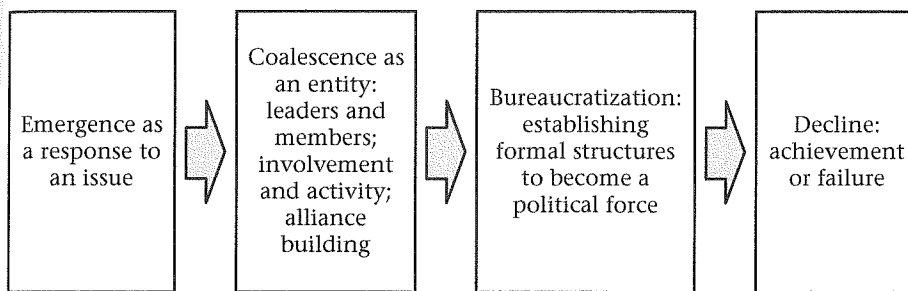 Emergence as
a response to
an issue
Coalescence as
an entity:
leaders and
members;
involvement
and activity;
alliance
building
Bureaucratization:
establishing
formal structures
to become a
political force
Decline:
achievement
or failure